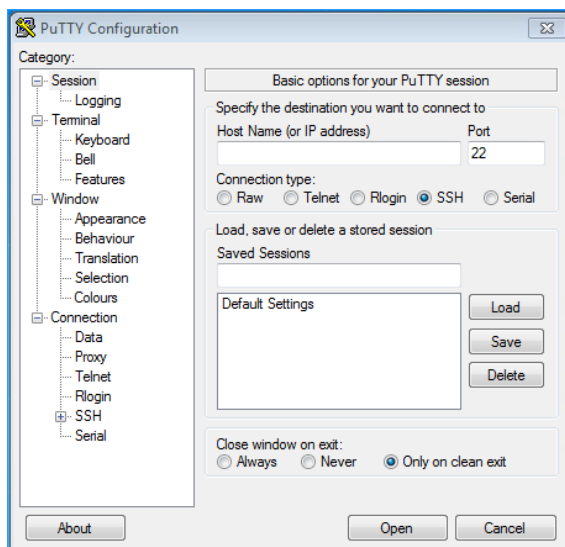 PuTTY Configuration
Category:
Session
Logging
Terminal
Keyboard
Bell
Features
Window
Appearance
Behaviour
Translation
Selection
Colours
Connection
Data
Proxy
Telnet
Rlogin
SSH
Serial
Basic options for your PuTTY session
Specify the destination you want to connect to
Host Name (or IP address) Port
22
Connection type:
Raw Telnet Rlogin SSH Serial
Load, save or delete a stored session
Saved Sessions
Default Settings
Load
Save
Delete
Close window on exit:
Always Never Only on clean exit
About Open Cancel